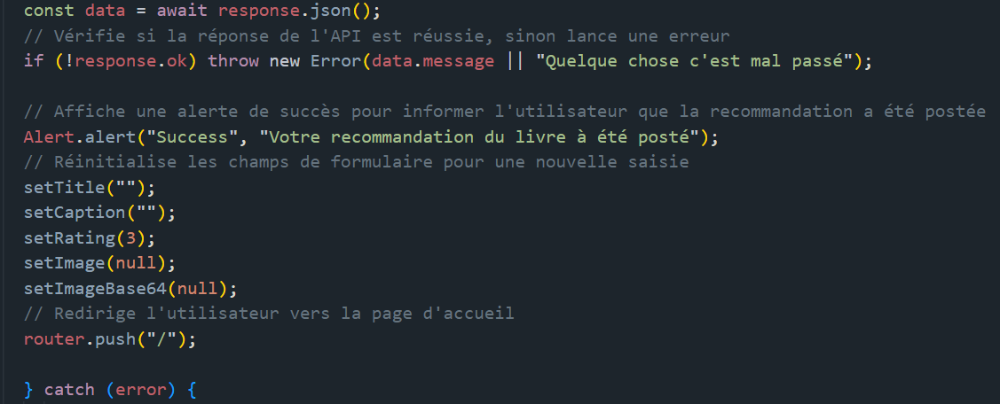 const data = await response.json();
// Vérifie si la réponse de l'API est réussie, sinon lance une erreur
if (!response.ok) throw new Error(data.message || "Quelque chose c'est mal passé");
// Affiche une alerte de succès pour informer l'utilisateur que la recommandation a été postée
Alert.alert("Success", "Votre recommandation du livre à été posté");
// Réinitialise les champs de formulaire pour une nouvelle saisie
setTitle("");
setCaption("");
setRating(3);
setImage(null);
setImageBase64(null);
// Redirige l'utilisateur vers la page d'accueil
router.push("/");
} catch (error) {